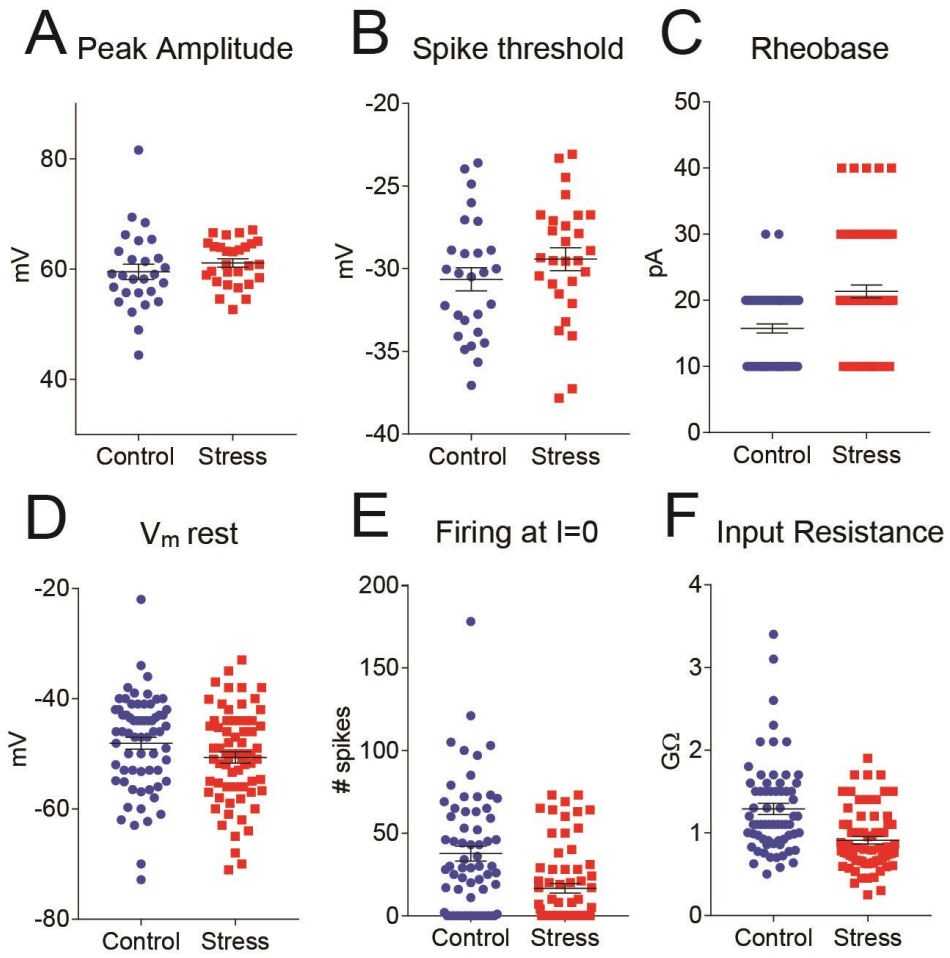 A Peak Amplitude
80
60
40
mV
Control Stress
B Spike threshold
-20
-25
-30
-35
-40
mV
Control Stress
C Rheobase
50
40
30
20
10
0
pA
Control Stress
D Vm rest
-20
-40
-60
-80
mV
Control Stress
E Firing at I=0
200
150
100
50
0
# spikes
Control Stress
F Input Resistance
4
3
2
1
0
GΩ
Control Stress